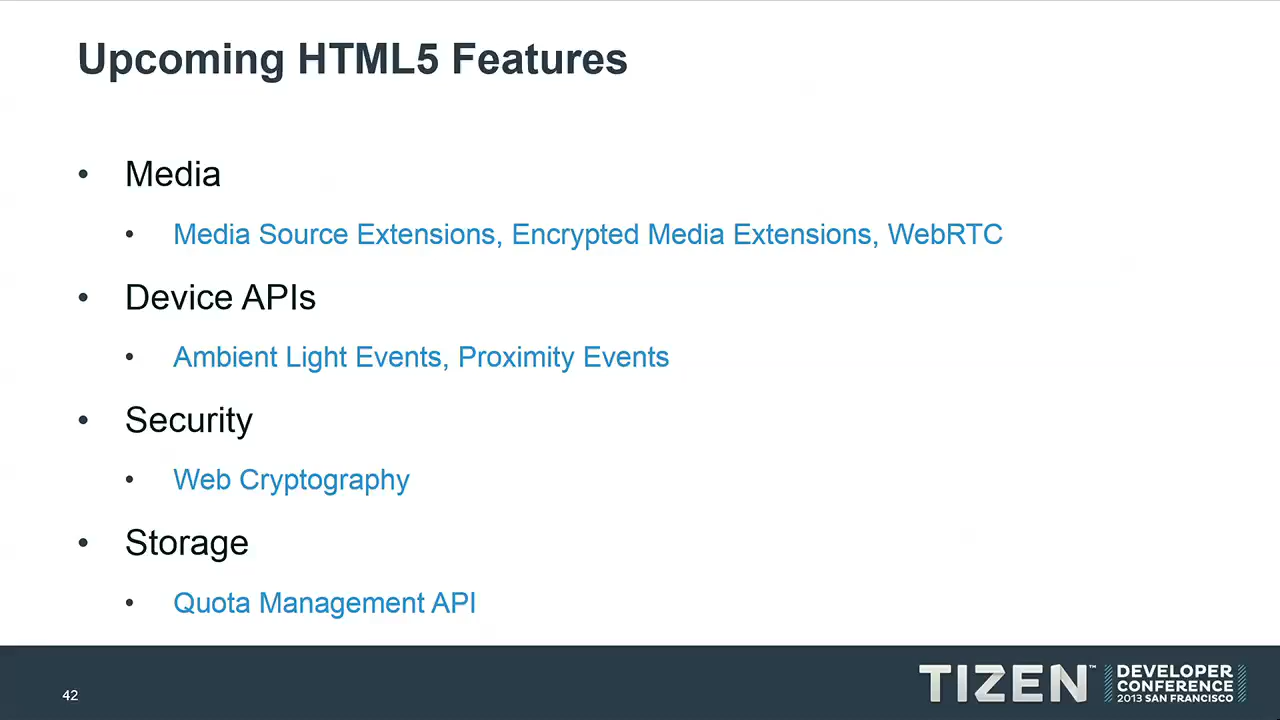 Upcoming HTML5 Features
• Media
• Media Source Extensions, Encrypted Media Extensions, WebRTC
• Device APIs
• Ambient Light Events, Proximity Events
• Security
• Web Cryptography
• Storage
• Quota Management API
42
TIZEN™
DEVELOPER
CONFERENCE
2013 SAN FRANCISCO